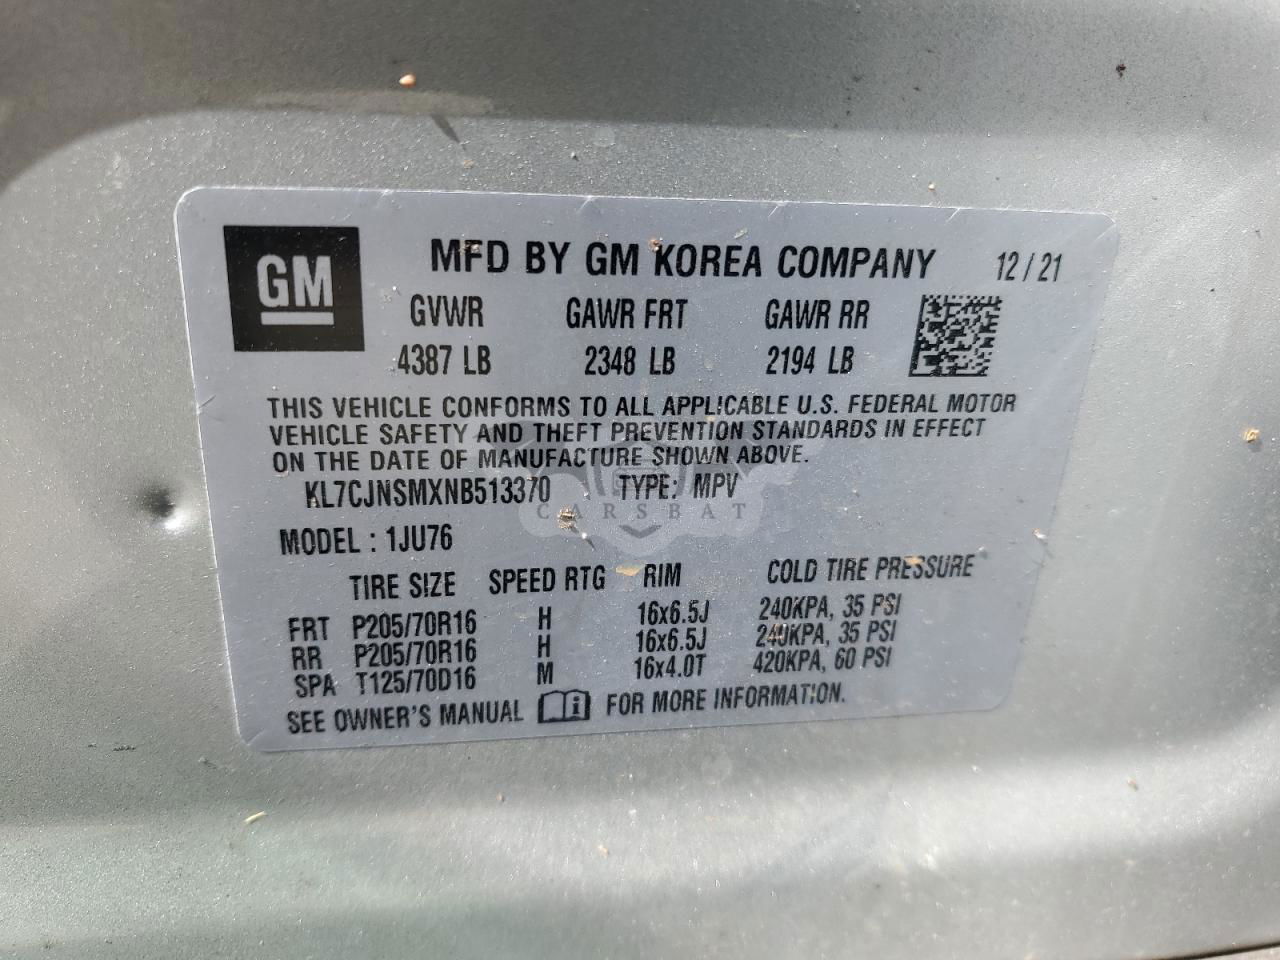 GM
MFD BY GM KOREA COMPANY 12/21
GVWR GAWR FRT GAWR RR
4387 LB 2348 LB 2194 LB
THIS VEHICLE CONFORMS TO ALL APPLICABLE U.S. FEDERAL MOTOR
VEHICLE SAFETY AND THEFT PREVENTION STANDARDS IN EFFECT
ON THE DATE OF MANUFACTURE SHOWN ABOVE.
KL7CJNSMXNB513370 TYPE: MPV
CARSBAT
MODEL : 1JU76
TIRE SIZE SPEED RTG RIM COLD TIRE PRESSURE
FRT P205/70R16 H 16x6.5J 240KPA, 35 PSI
RR P205/70R16 H 16x6.5J 240KPA, 35 PSI
SPA T125/70D16 M 16x4.0T 420KPA, 60 PSI
SEE OWNER'S MANUAL i FOR MORE INFORMATION.